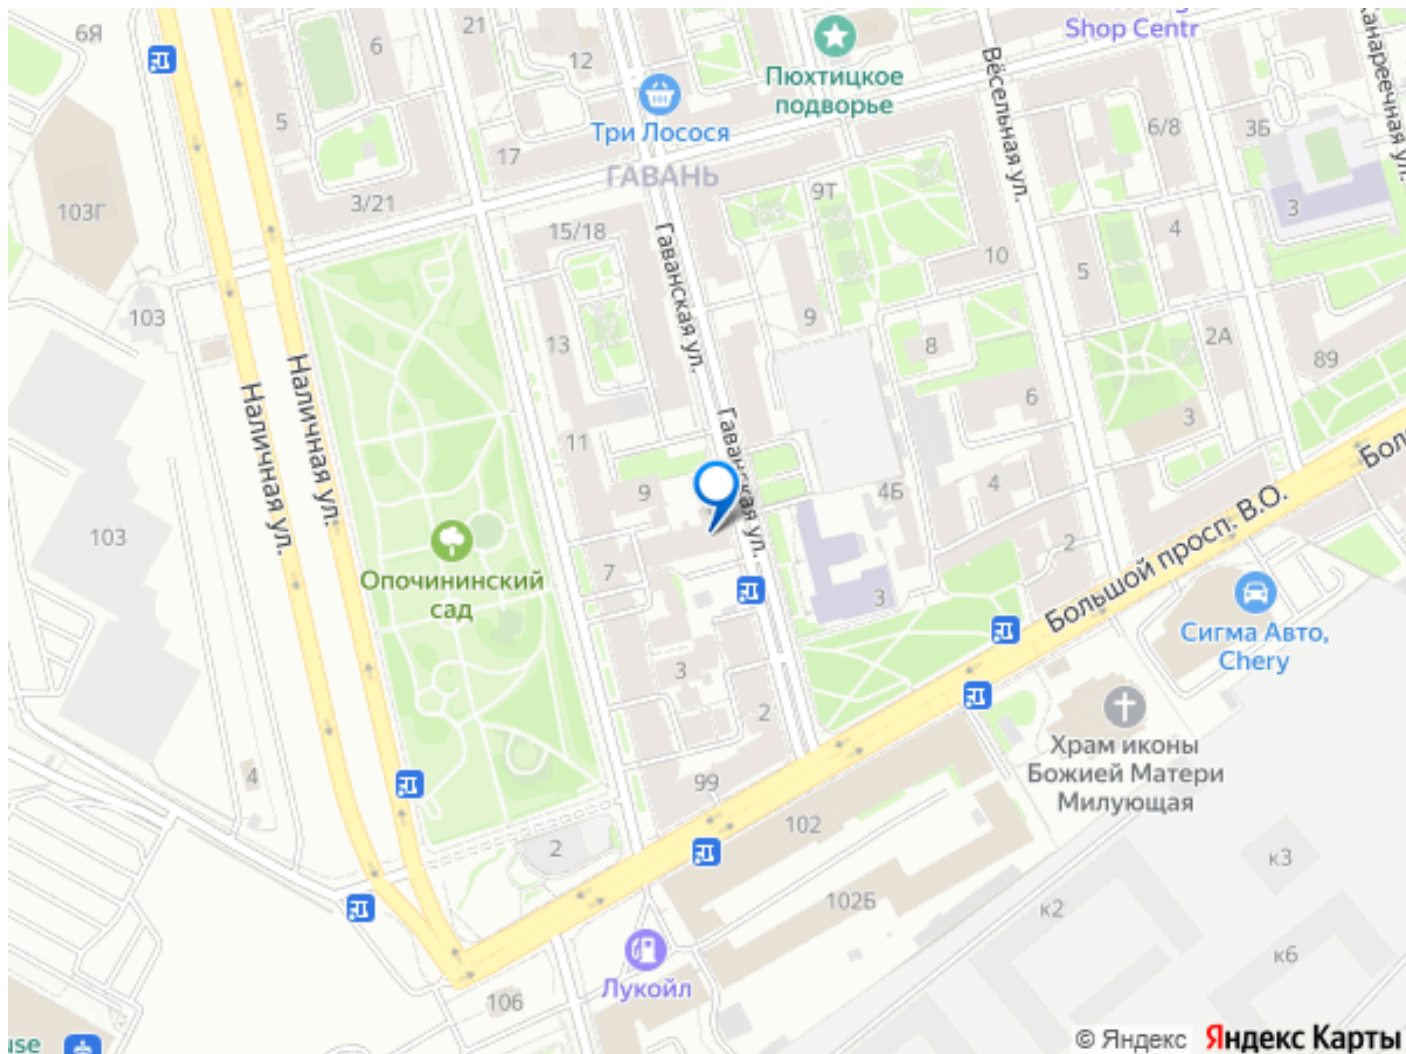 6Я
6
21
12
Пюхтицкое
подворье
Shop Centr
Вёсельная ул.
Канареечная ул.
5
Три Лосося
17
ГАВАНЬ
6/8
3Б
103Г
3/21
9Т
3
15/18
4
Гаванская ул.
10
5
103
13
9
8
2А
89
Наличная ул.
Наличная ул.
6
3
11
Гаванская ул.
9
4Б
4
Большой просп. В.О.
103
Опочининский
сад
7
3
2
Сигма Авто,
Chery
3
2
Храм иконы
Божией Матери
Милующая
4
99
102
2
к3
102Б
к2
к6
Лукойл
106
use
© Яндекс Яндекс Карты